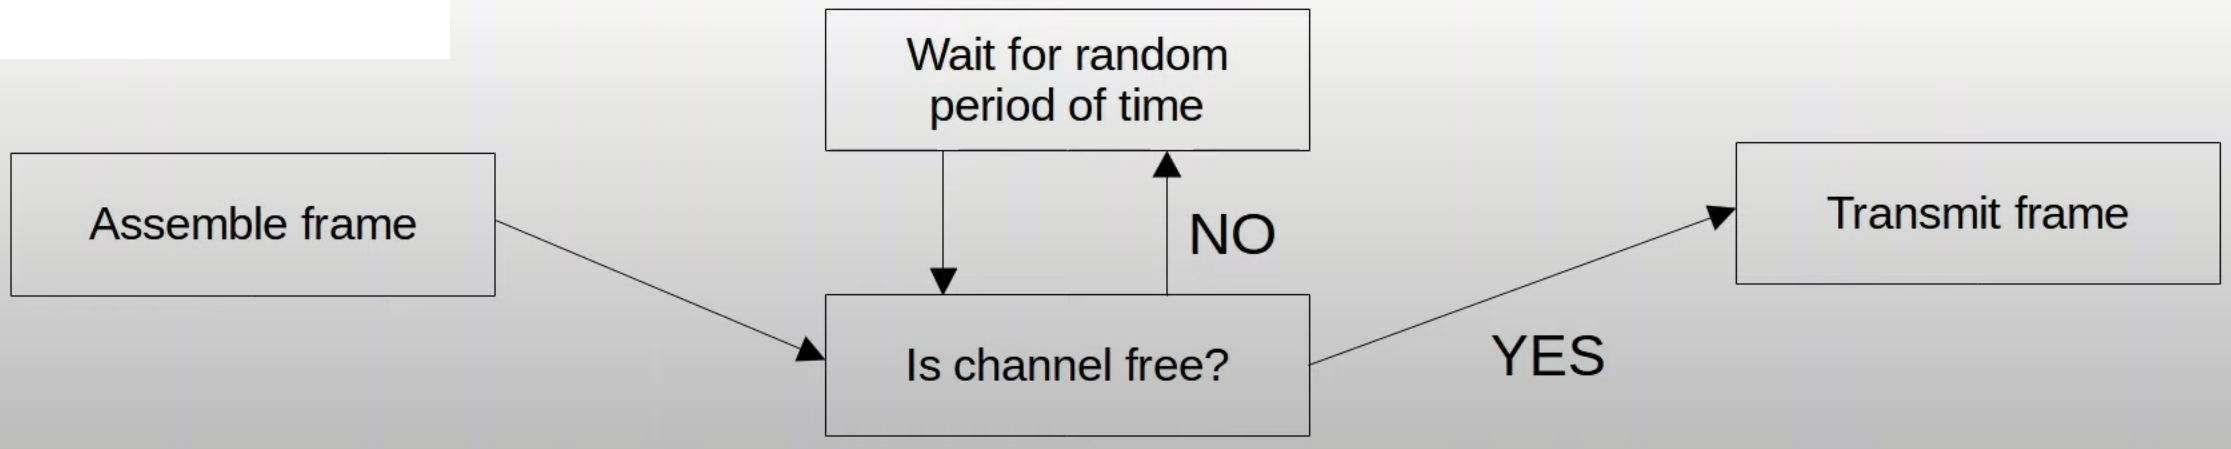 Wait for random
period of time
Assemble frame
NO
Transmit frame
Is channel free?
YES